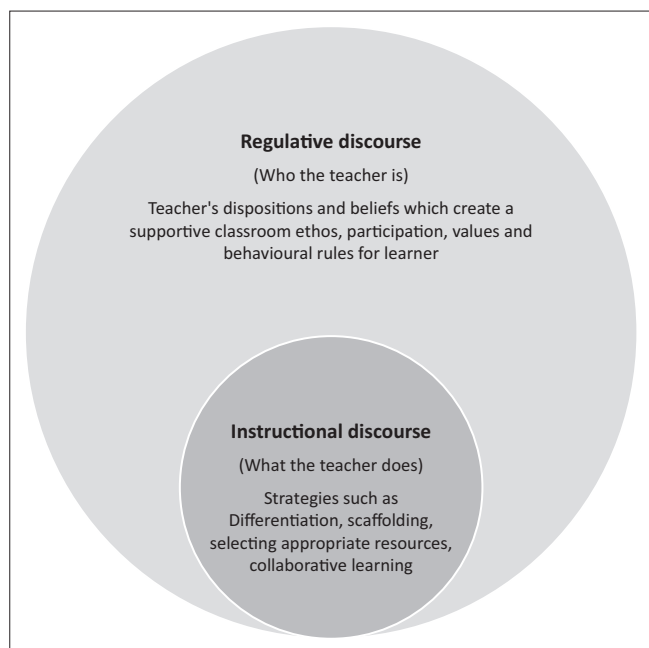 Regulative discourse
(Who the teacher is)
Teacher's dispositions and beliefs which create a
supportive classroom ethos, participation, values and
behavioural rules for learner
Instructional discourse
(What the teacher does)
Strategies such as
Differentiation, scaffolding,
selecting appropriate resources,
collaborative learning